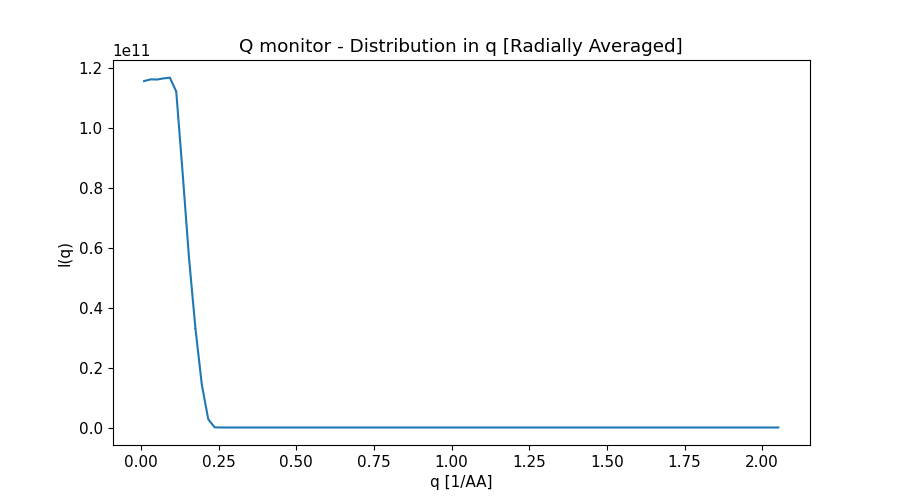 Q monitor - Distribution in q [Radially Averaged]
1e11
1.2
1.0
0.8
0.6
0.4
0.2
0.0
I(q)
0.00 0.25 0.50 0.75 1.00 1.25 1.50 1.75 2.00
q [1/AA]